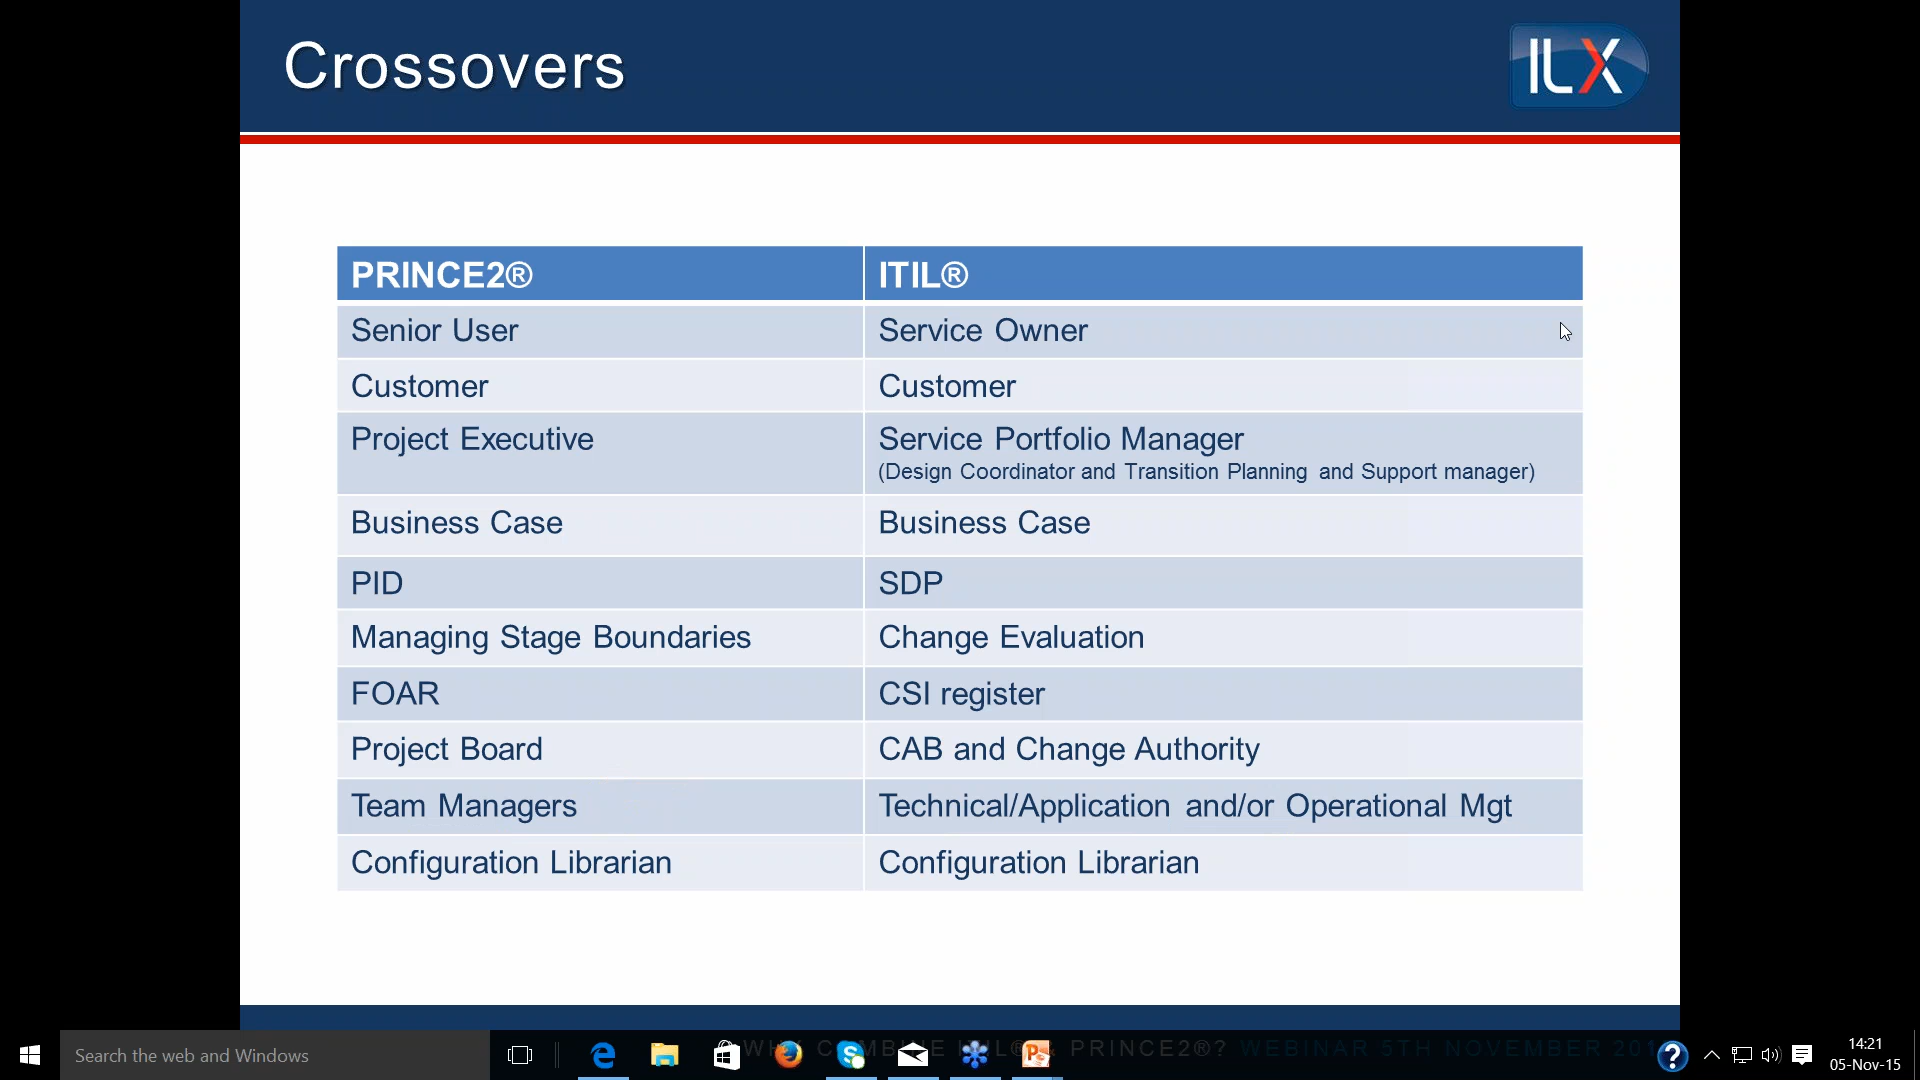 Crossovers
ILX
PRINCE2® ITIL®
Senior User Service Owner
Customer Customer
Project Executive Service Portfolio Manager
(Design Coordinator and Transition Planning and Support manager)
Business Case Business Case
PID SDP
Managing Stage Boundaries Change Evaluation
FOAR CSI register
Project Board CAB and Change Authority
Team Managers Technical/Application and/or Operational Mgt
Configuration Librarian Configuration Librarian
Search the web and Windows
& PRINCE2®? WEBINAR 5TH NOVEMBER
14:21
05-Nov-15